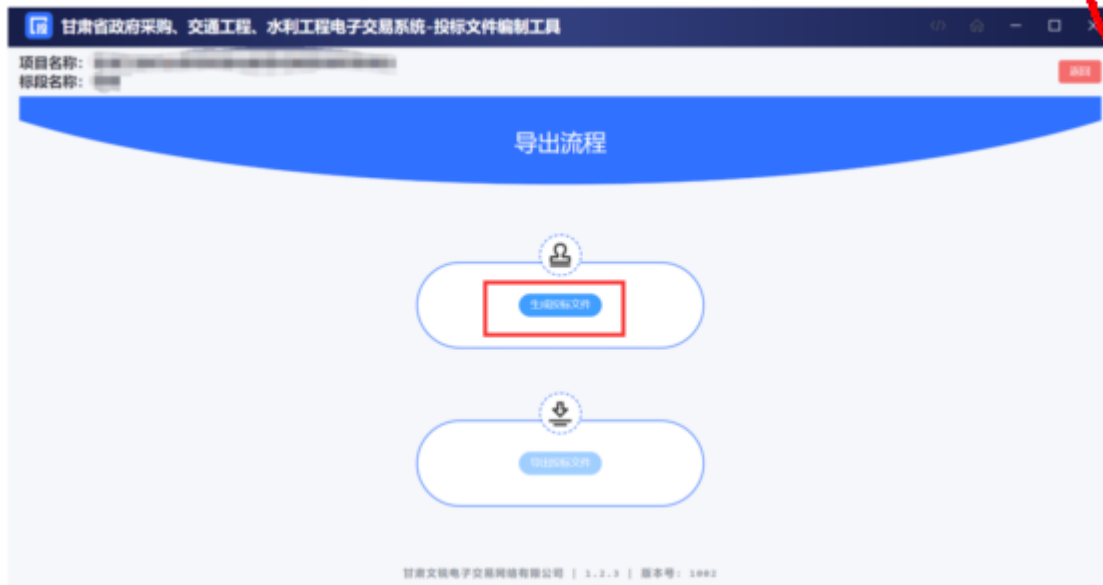 投
甘肃省政府采购、交通工程、水利工程电子交易系统-投标文件编制工具
项目名称：
标段名称：
返回
导出流程
生成投标文件
导出投标文件
甘肃文锐电子交易网络有限公司 | 1.2.3 | 版本号: 1002